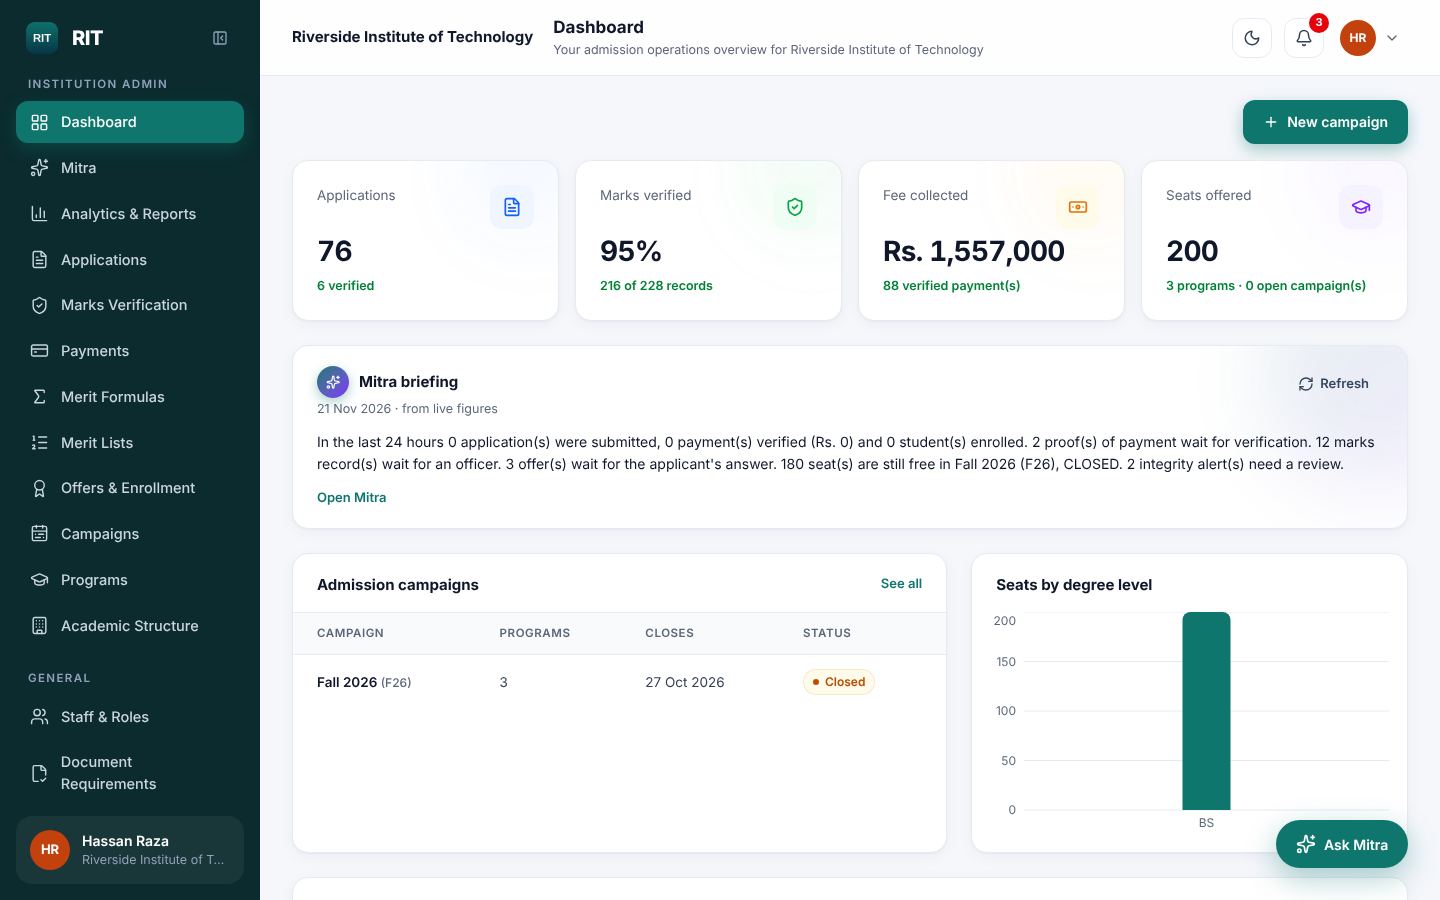 RIT
RIT
INSTITUTION ADMIN
Dashboard
Mitra
Analytics & Reports
Applications
Marks Verification
Payments
Merit Formulas
Merit Lists
Offers & Enrollment
Campaigns
Programs
Academic Structure
GENERAL
Staff & Roles
Document
Requirements
HR
Hassan Raza
Riverside Institute of T...
Riverside Institute of Technology
Dashboard
Your admission operations overview for Riverside Institute of Technology
3
HR
New campaign
Applications
76
6 verified
Marks verified
95%
216 of 228 records
Fee collected
Rs. 1,557,000
88 verified payment(s)
Seats offered
200
3 programs · 0 open campaign(s)
Mitra briefing
Refresh
21 Nov 2026 · from live figures
In the last 24 hours 0 application(s) were submitted, 0 payment(s) verified (Rs. 0) and 0 student(s) enrolled. 2 proof(s) of payment wait for verification. 12 marks
record(s) wait for an officer. 3 offer(s) wait for the applicant's answer. 180 seat(s) are still free in Fall 2026 (F26), CLOSED. 2 integrity alert(s) need a review.
Open Mitra
Admission campaigns
See all
CAMPAIGN PROGRAMS CLOSES STATUS
Fall 2026 (F26) 3 27 Oct 2026 Closed
Seats by degree level
200
150
100
50
0
BS
Ask Mitra